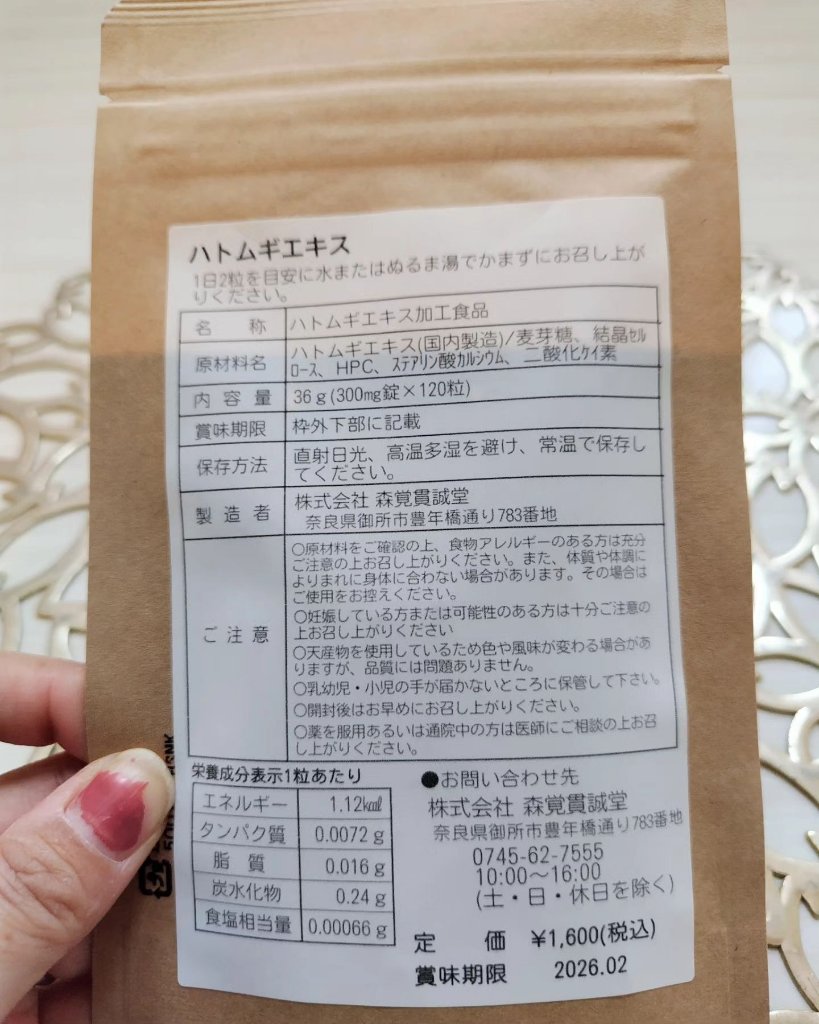 ハトムギエキス
1日2粒を目安に水またはぬるま湯でかまずにお召し上が
りください。
名称 ハトムギエキス加工食品
原材料名 ハトムギエキス(国内製造)/麦芽糖、結晶ｾﾙ
ﾛｰｽ、HPC、ｽﾃｱﾘﾝ酸ｶﾙｼｳﾑ、二酸化ｹｲ素
内容量 36g(300mg錠×120粒)
賞味期限 枠外下部に記載
保存方法 直射日光、高温多湿を避け、常温で保存し
てください。
製造者 株式会社 森覚貫誠堂
奈良県御所市豊年橋通り783番地
ご注意
○原材料をご確認の上、食物アレルギーのある方は充分
ご注意の上お召し上がりください。また、体質や体調に
よりまれに身体に合わない場合があります。その場合は
ご使用をお控えください。
○妊娠している方または可能性のある方は十分ご注意の
上お召し上がりください
○天産物を使用しているため色や風味が変わる場合があ
りますが、品質には問題ありません。
○乳幼児・小児の手が届かないところに保管して下さい。
○開封後はお早めにお召し上がりください。
○薬を服用あるいは通院中の方は医師にご相談の上お召
し上がりください。
栄養成分表示1粒あたり
エネルギー 1.12kcal
タンパク質 0.0072g
脂質 0.016g
炭水化物 0.24g
食塩相当量 0.00066g
●お問い合わせ先
株式会社 森覚貫誠堂
奈良県御所市豊年橋通り783番地
0745-62-7555
10:00～16:00
(土・日・休日を除く)
定価 ¥1,600(税込)
賞味期限 2026.02